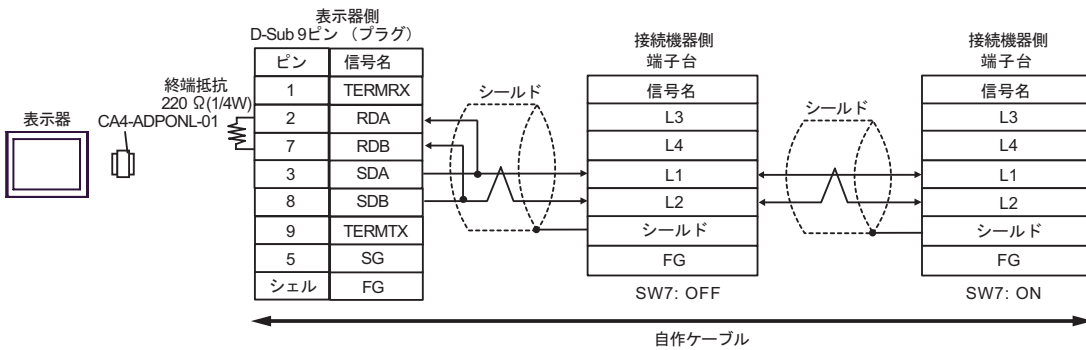 表示器側
D-Sub 9ピン （プラグ）
ピン 信号名
1 TERMRX
2 RDA
7 RDB
3 SDA
8 SDB
9 TERMTX
5 SG
シェル FG
終端抵抗
220 Ω(1/4W)
CA4-ADPONL-01
表示器
シールド
接続機器側
端子台
信号名
L3
L4
L1
L2
シールド
FG
SW7: OFF
シールド
接続機器側
端子台
信号名
L3
L4
L1
L2
シールド
FG
SW7: ON
自作ケーブル